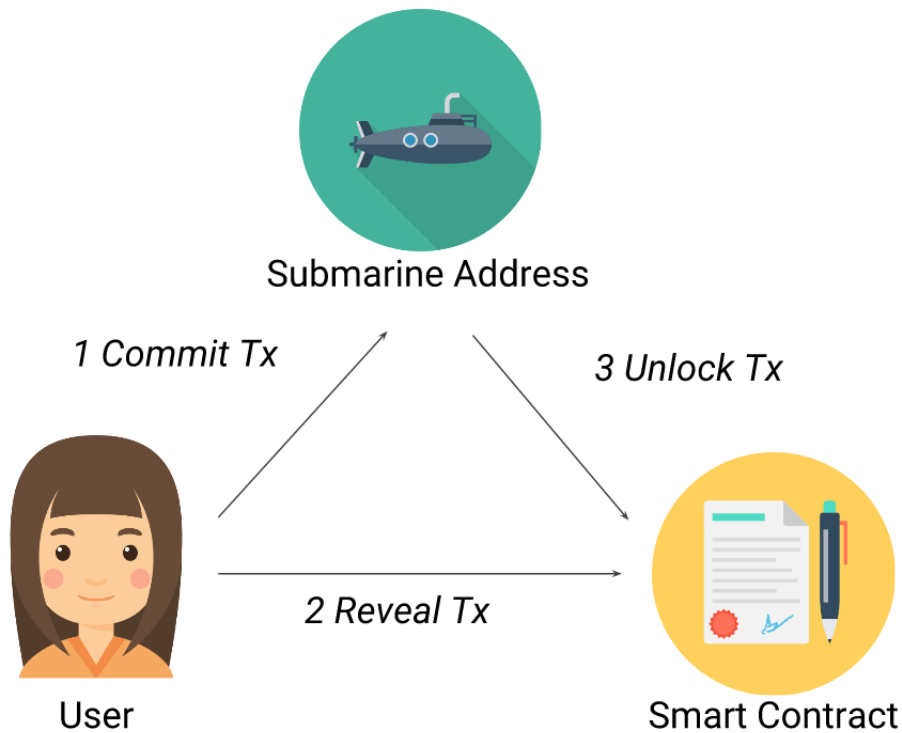 Submarine Address
1 Commit Tx
3 Unlock Tx
2 Reveal Tx
User
Smart Contract